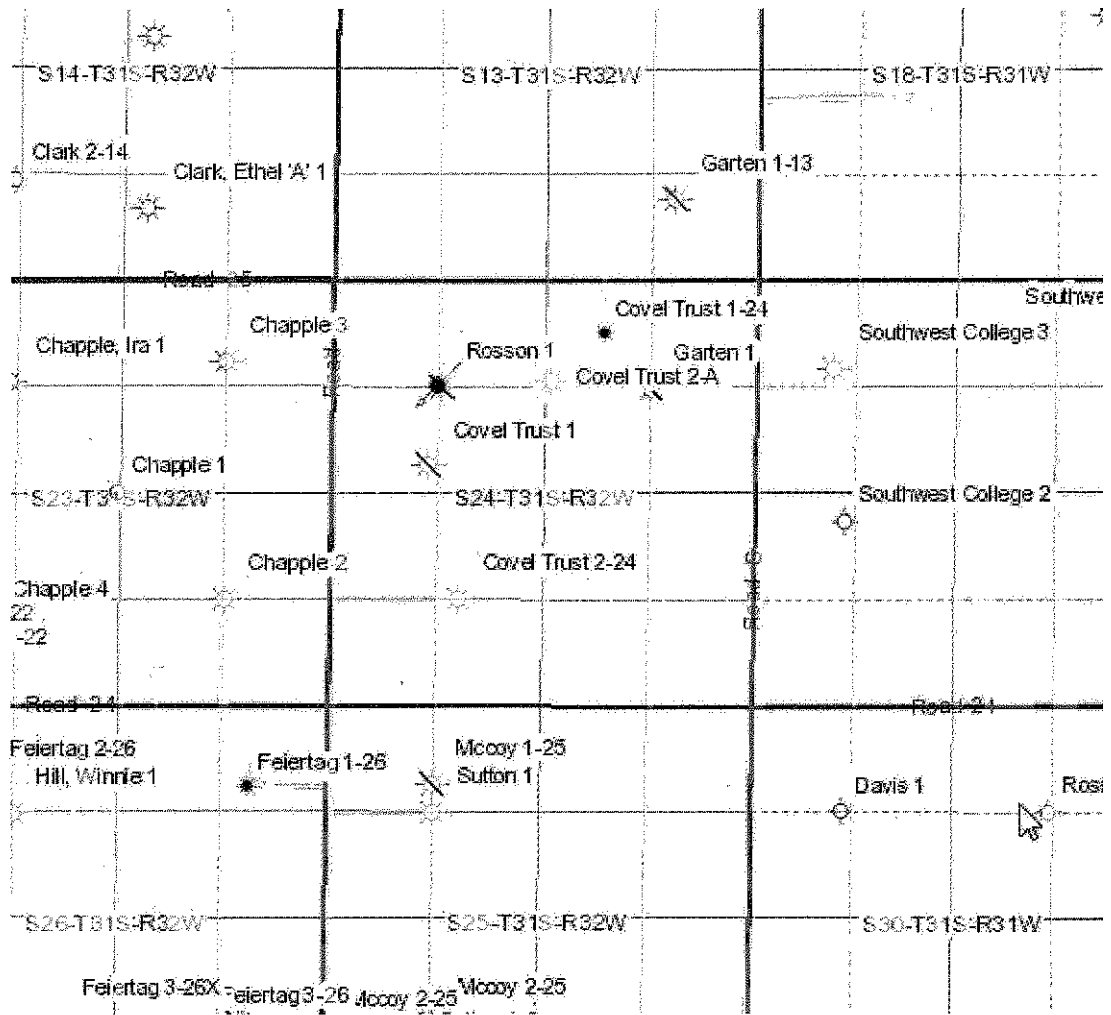 S14-T31S-R32W
S13-T31S-R32W
S18-T31S-R31W
Clark 2-14
Clark, Ethel 'A' 1
Garten 1-13
Road
Southwe
Covel Trust 1-24
Chapple 3
Southwest College 3
Chapple, Ira 1
Rosson 1
Garten 1
Covel Trust 2-A
Covel Trust 1
Chapple 1
S23-T31S-R32W
S24-T31S-R32W
Southwest College 2
Chapple 2
Covel Trust 2-24
Chapple 4
22
-22
Road 24
Road 24
Feiertag 2-26
Feiertag 1-26
Mccoy 1-25
Hill, Winnie 1
Sutton 1
Davis 1
Ross
S26-T31S-R32W
S25-T31S-R32W
S30-T31S-R31W
Feiertag 3-26X
Feiertag 3-26
Mccoy 2-25
Mccoy 2-25